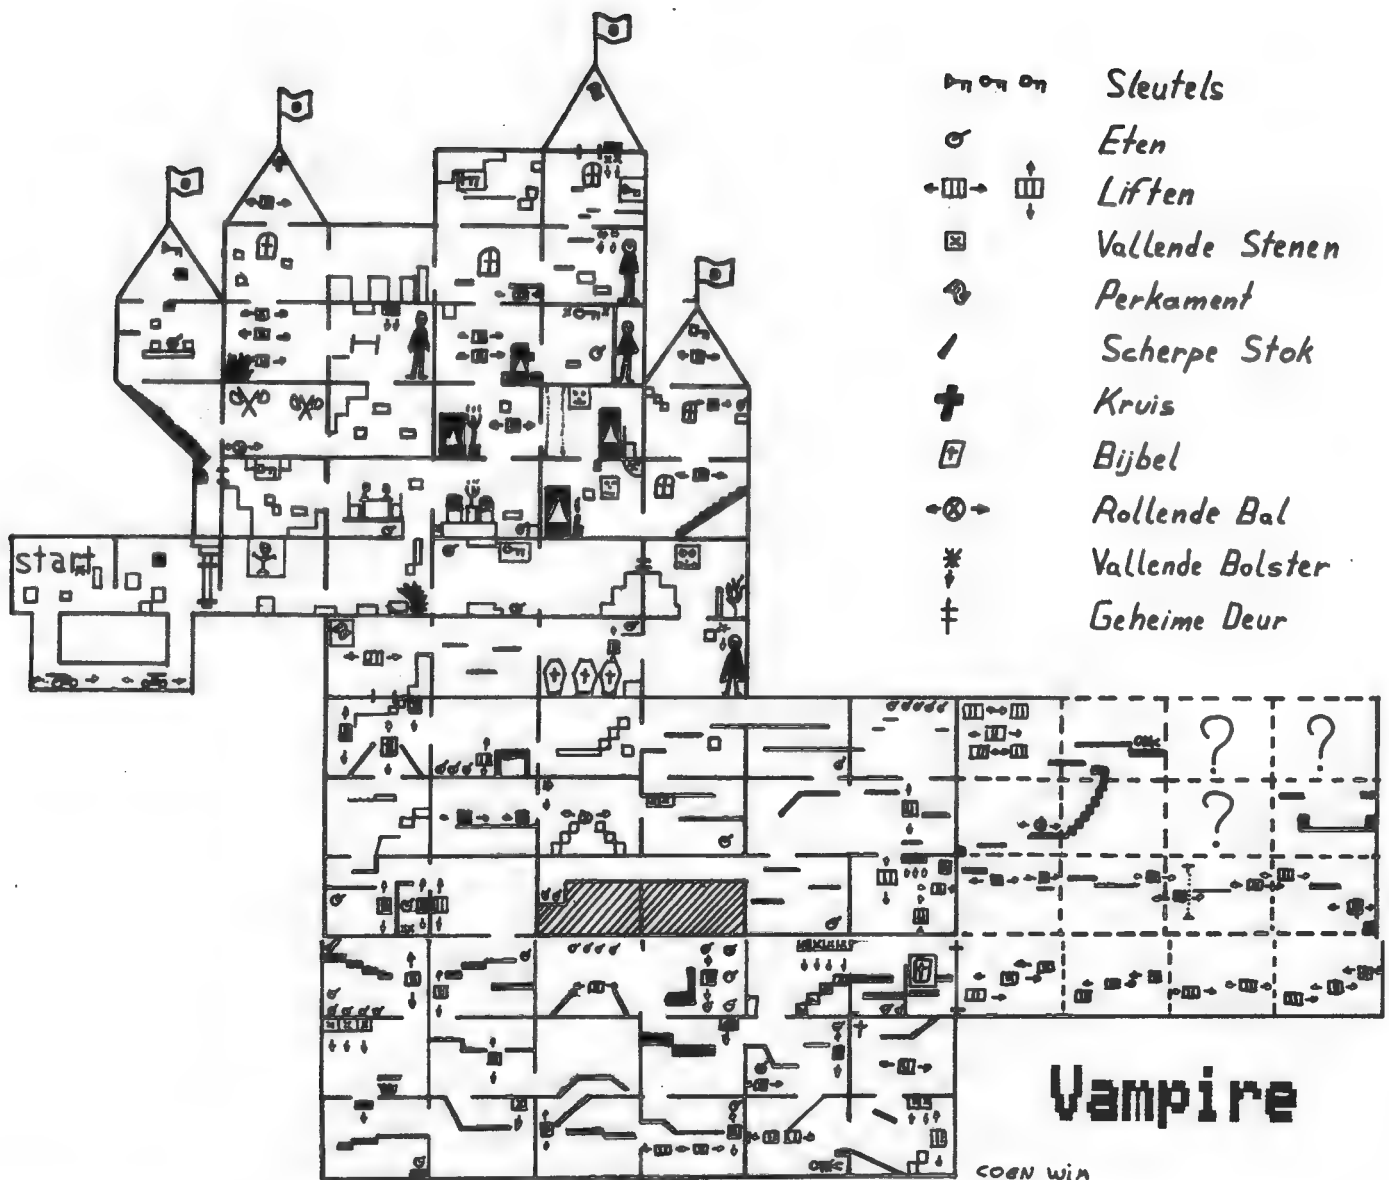 Sleutels
Eten
Liften
Vallende Stenen
Perkament
Scherpe Stok
Kruis
Bijbel
Rollende Bal
Vallende Bolster
Geheime Deur
start
?
?
?
Vampire
COEN WIM